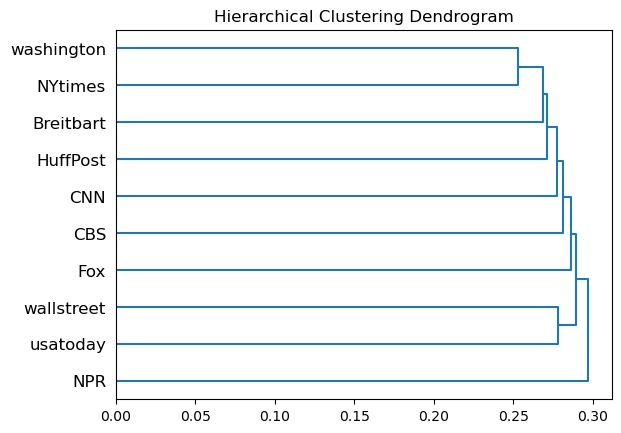 Hierarchical Clustering Dendrogram
washington
NYtimes
Breitbart
HuffPost
CNN
CBS
Fox
wallstreet
usatoday
NPR
0.00 0.05 0.10 0.15 0.20 0.25 0.30